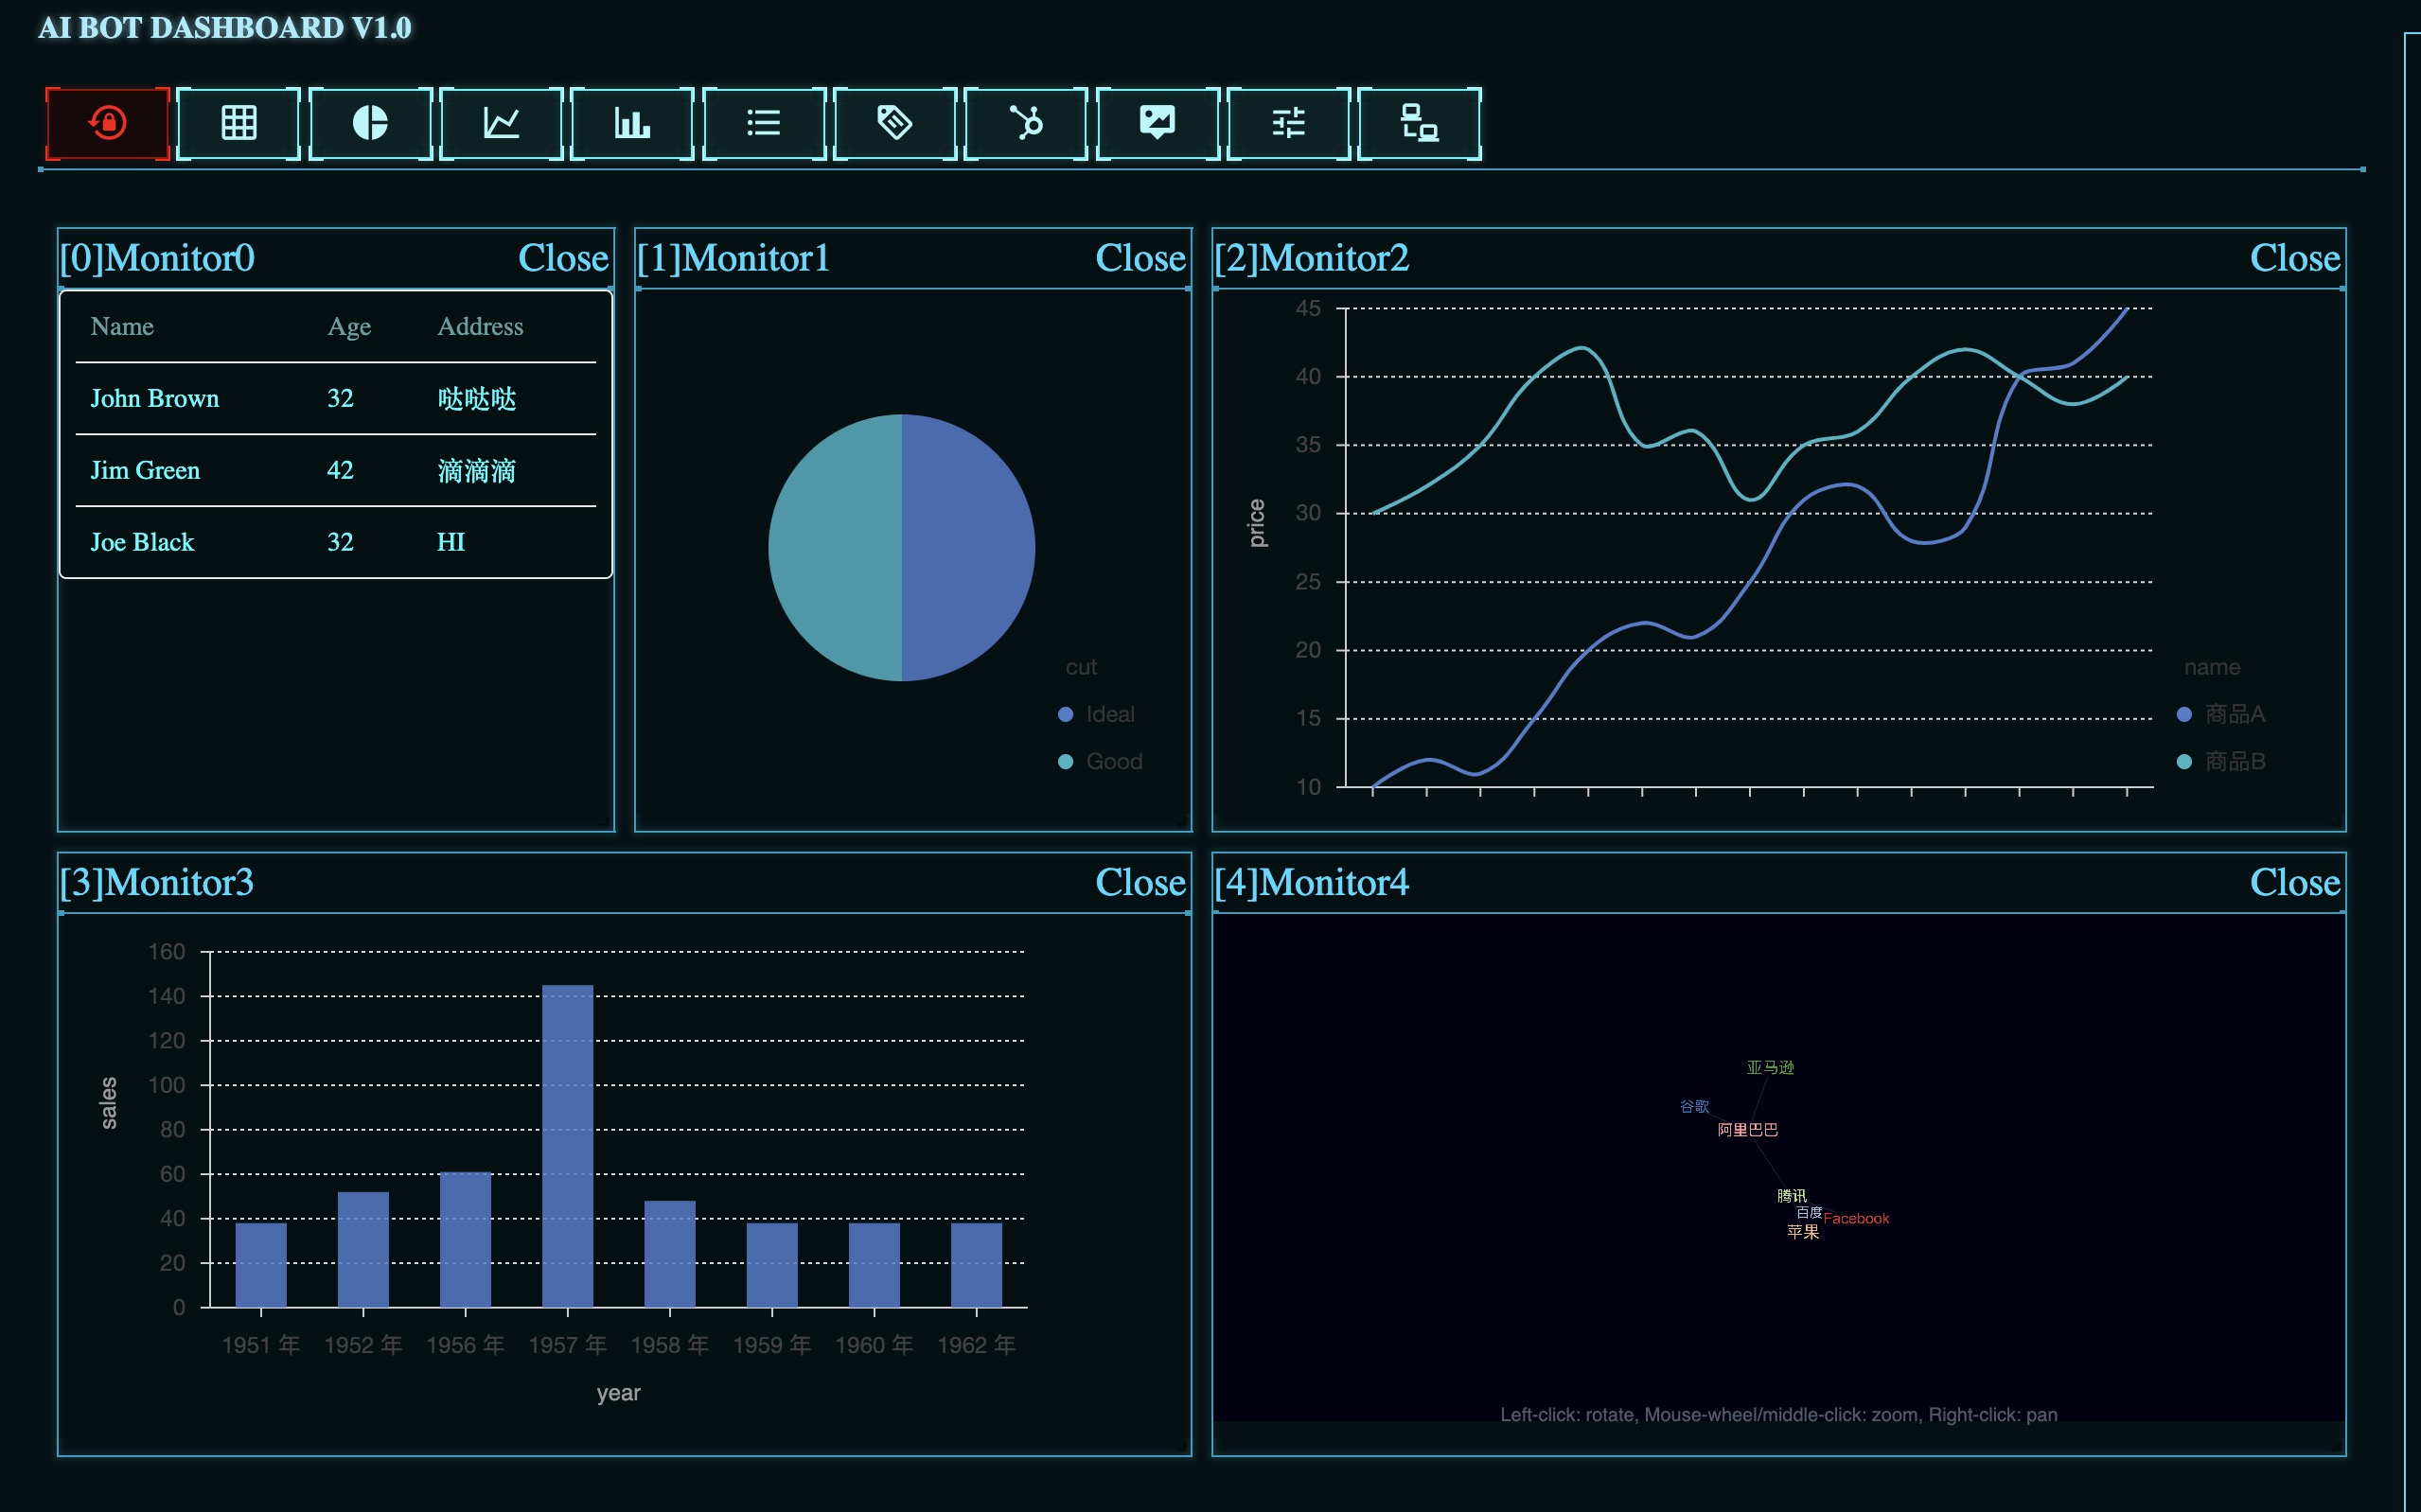 AI BOT DASHBOARD V1.0
[0]Monitor0 Close
Name Age Address
John Brown 32 哒哒哒
Jim Green 42 滴滴滴
Joe Black 32 HI
[1]Monitor1 Close
cut
Ideal
Good
[2]Monitor2 Close
45
40
35
30
25
20
15
10
price
name
商品A
商品B
[3]Monitor3 Close
160
140
120
100
80
60
40
20
0
sales
1951 年 1952 年 1956 年 1957 年 1958 年 1959 年 1960 年 1962 年
year
[4]Monitor4 Close
亚马逊
谷歌
阿里巴巴
腾讯
百度
Facebook
苹果
Left-click: rotate, Mouse-wheel/middle-click: zoom, Right-click: pan